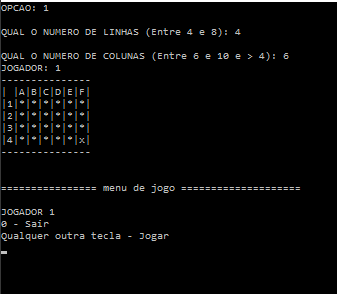 OPCAO: 1
QUAL O NUMERO DE LINHAS (Entre 4 e 8): 4
QUAL O NUMERO DE COLUNAS (Entre 6 e 10 e > 4): 6
JOGADOR: 1
---------------
| |A|B|C|D|E|F|
|1|*|*|*|*|*|*|
|2|*|*|*|*|*|*|
|3|*|*|*|*|*|*|
|4|*|*|*|*|*|x|
---------------
================ menu de jogo ====================
JOGADOR 1
0 - Sair
Qualquer outra tecla - Jogar